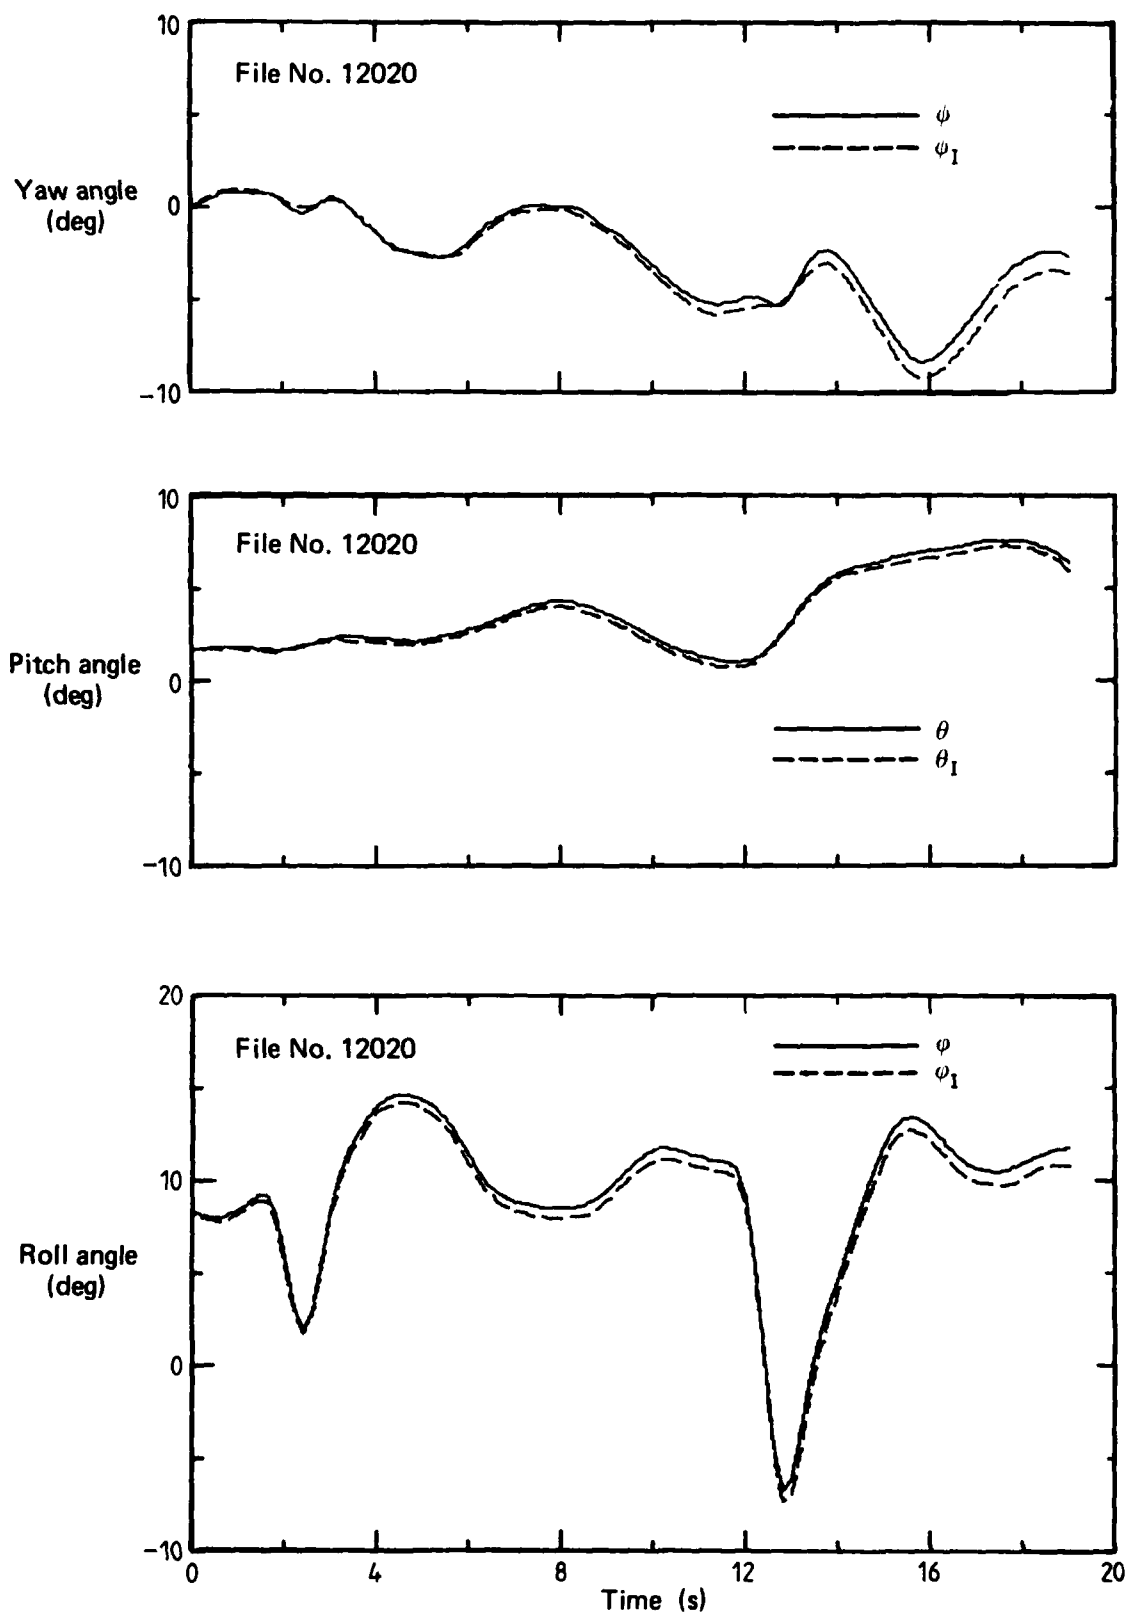 10
File No. 12020
ψ
ψI
Yaw angle
(deg)
0
−10
10
File No. 12020
Pitch angle
(deg)
0
θ
θI
−10
20
File No. 12020
φ
φI
10
Roll angle
(deg)
0
−10
0 4 8 12 16 20
Time (s)